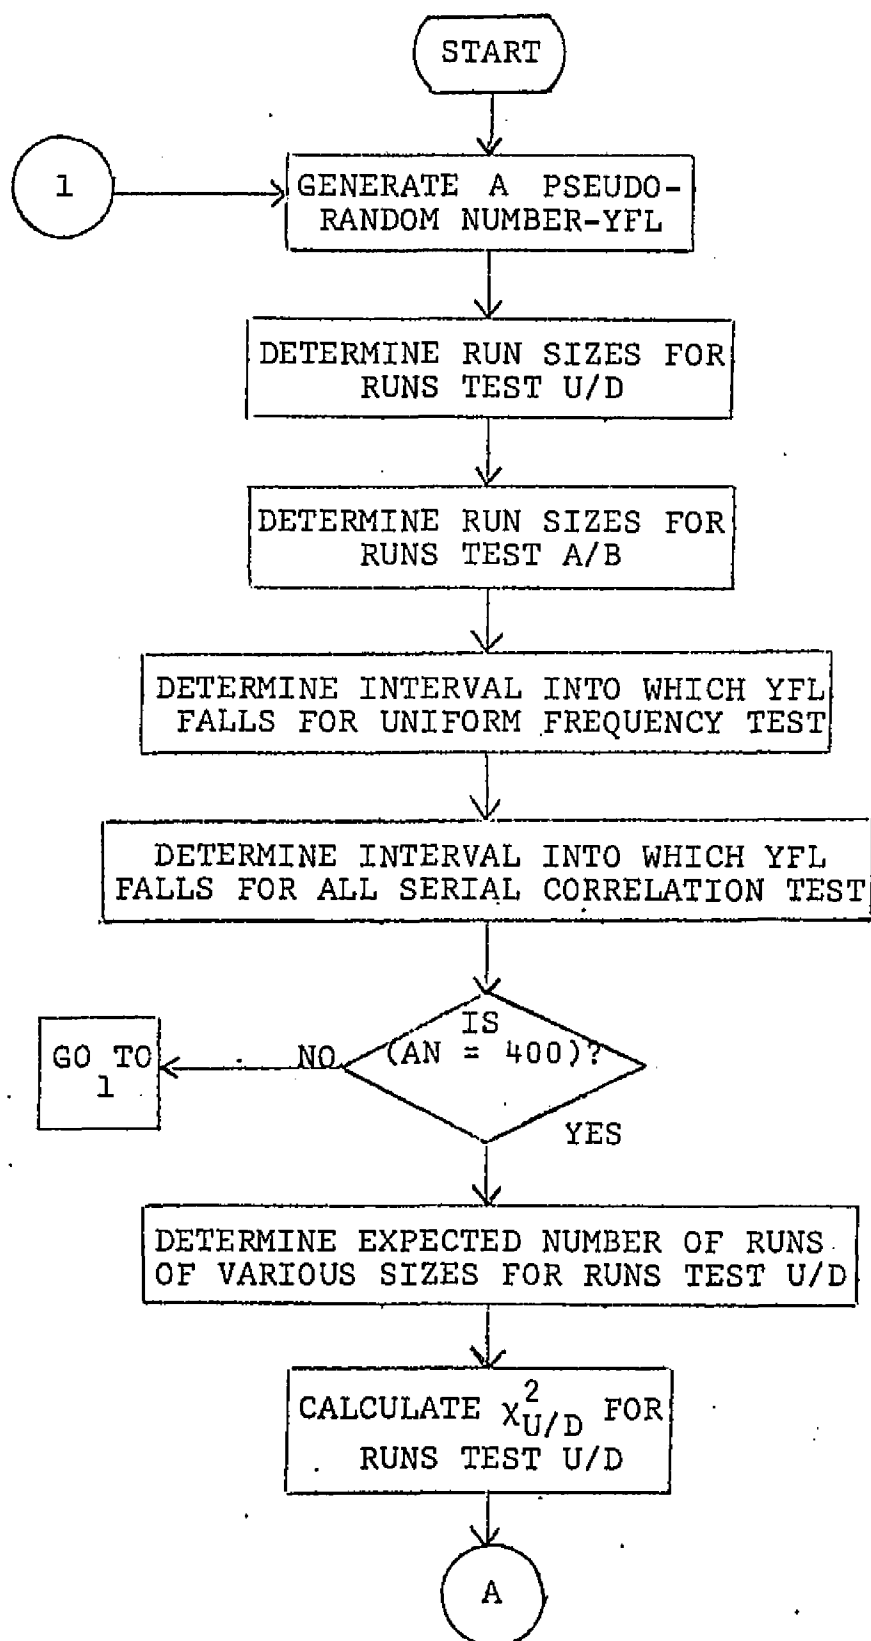 START
1
GENERATE A PSEUDO-
RANDOM NUMBER-YFL
DETERMINE RUN SIZES FOR
RUNS TEST U/D
DETERMINE RUN SIZES FOR
RUNS TEST A/B
DETERMINE INTERVAL INTO WHICH YFL
FALLS FOR UNIFORM FREQUENCY TEST
DETERMINE INTERVAL INTO WHICH YFL
FALLS FOR ALL SERIAL CORRELATION TEST
IS
(AN = 400)?
NO
GO TO
1
YES
DETERMINE EXPECTED NUMBER OF RUNS
OF VARIOUS SIZES FOR RUNS TEST U/D
CALCULATE χ²U/D FOR
RUNS TEST U/D
A